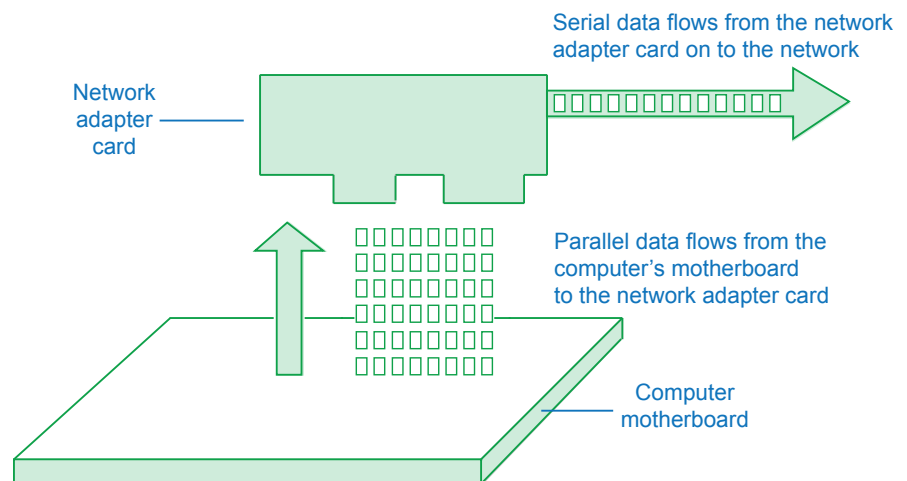 Serial data flows from the network
adapter card on to the network
Network
adapter
card
Parallel data flows from the
computer’s motherboard
to the network adapter card
Computer
motherboard